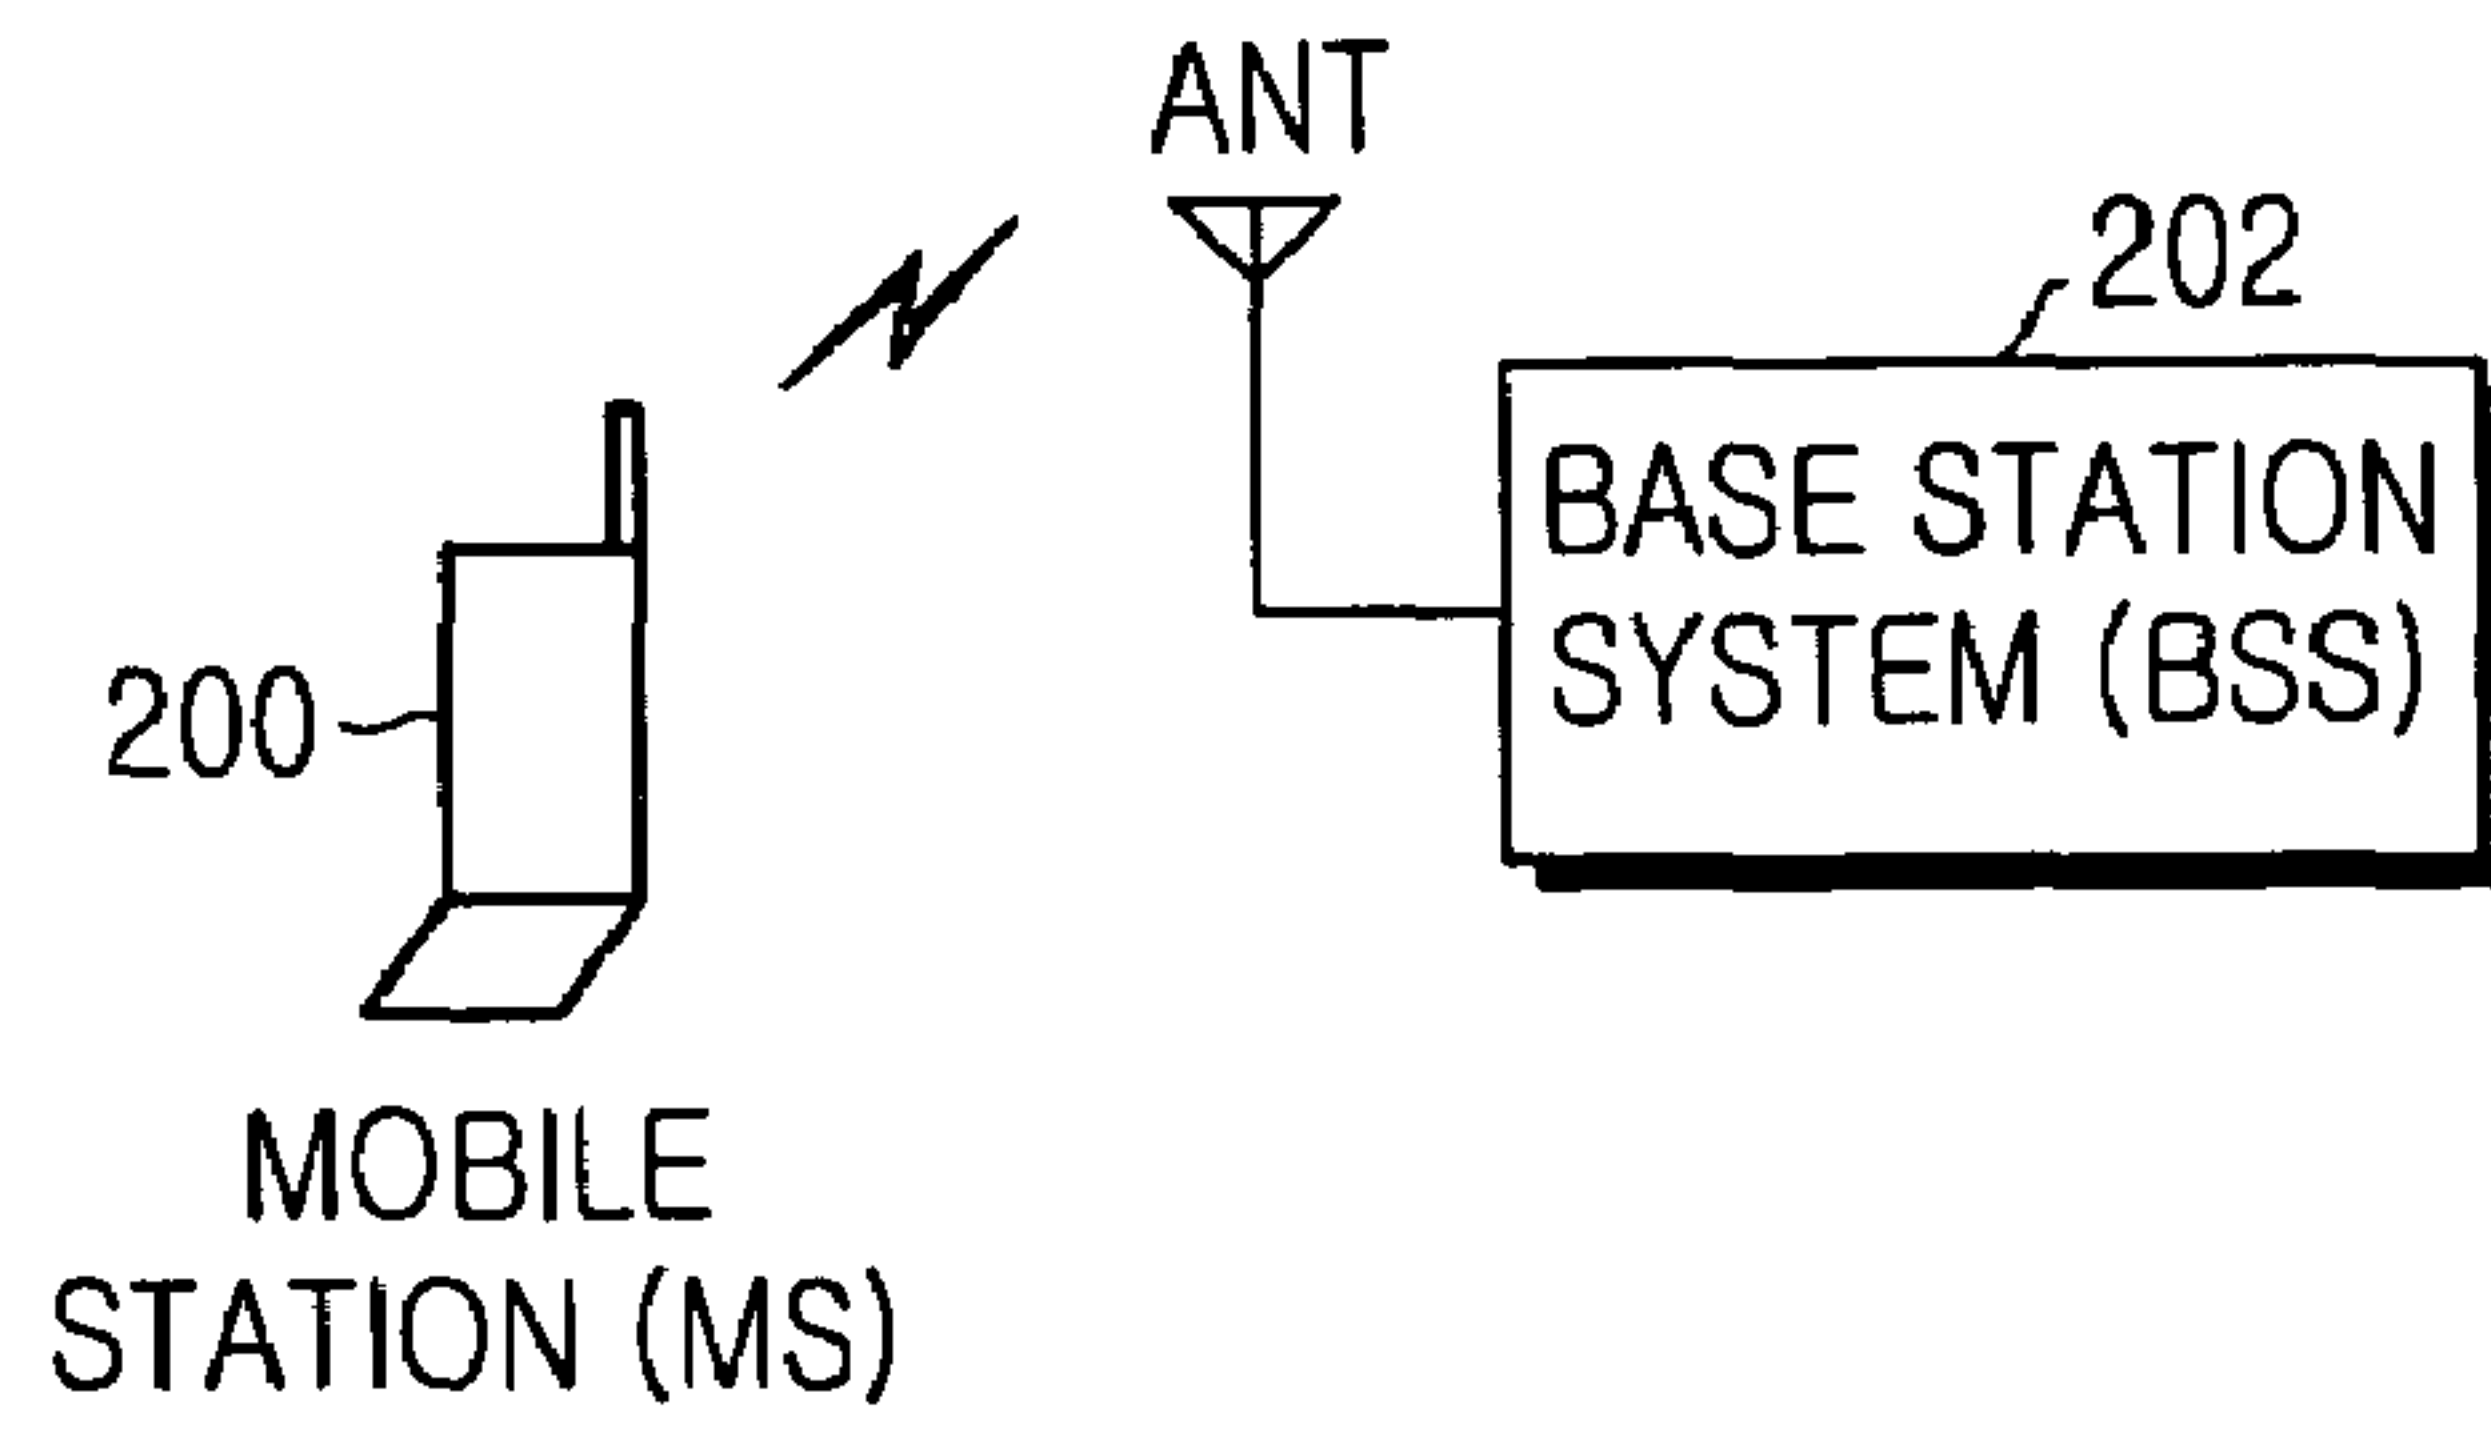 ANT
202
BASE STATION
SYSTEM (BSS)
200
MOBILE
STATION (MS)